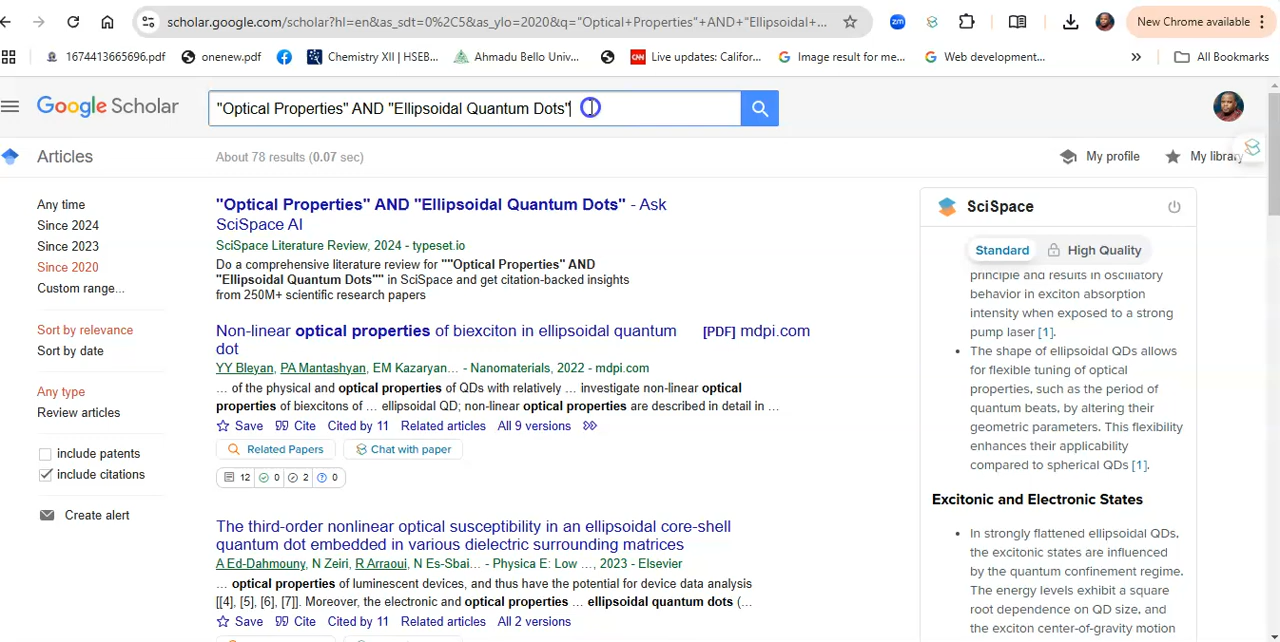 scholar.google.com/scholar?hl=en&as_sdt=0%2C5&as_ylo=2020&q="Optical+Properties"+AND+"Ellipsoidal+...
zm
New Chrome available
1674413665696.pdf
onenew.pdf
Chemistry XII | HSEB...
Ahmadu Bello Univ...
CNN
Live updates: Califor...
Image result for me...
Web development...
»
All Bookmarks
Google Scholar
"Optical Properties" AND "Ellipsoidal Quantum Dots"
Articles
About 78 results (0.07 sec)
My profile
My library
Any time
Since 2024
Since 2023
Since 2020
Custom range...
Sort by relevance
Sort by date
Any type
Review articles
include patents
include citations
Create alert
"Optical Properties" AND "Ellipsoidal Quantum Dots" - Ask
SciSpace AI
SciSpace Literature Review, 2024 - typeset.io
Do a comprehensive literature review for ""Optical Properties" AND
"Ellipsoidal Quantum Dots"" in SciSpace and get citation-backed insights
from 250M+ scientific research papers
Non-linear optical properties of biexciton in ellipsoidal quantum
dot
[PDF] mdpi.com
YY Bleyan, PA Mantashyan, EM Kazaryan... - Nanomaterials, 2022 - mdpi.com
... of the physical and optical properties of QDs with relatively ... investigate non-linear optical
properties of biexcitons of ... ellipsoidal QD; non-linear optical properties are described in detail in ...
Save Cite Cited by 11 Related articles All 9 versions
Related Papers
Chat with paper
12 0 2 0
The third-order nonlinear optical susceptibility in an ellipsoidal core-shell
quantum dot embedded in various dielectric surrounding matrices
A Ed-Dahmouny, N Zeiri, R Arraoui, N Es-Sbai... - Physica E: Low ..., 2023 - Elsevier
... optical properties of luminescent devices, and thus have the potential for device data analysis
[[4], [5], [6], [7]]. Moreover, the electronic and optical properties ... ellipsoidal quantum dots (...
Save Cite Cited by 11 Related articles All 2 versions
SciSpace
Standard
High Quality
principle and results in oscillatory
behavior in exciton absorption
intensity when exposed to a strong
pump laser [1].
• The shape of ellipsoidal QDs allows
for flexible tuning of optical
properties, such as the period of
quantum beats, by altering their
geometric parameters. This flexibility
enhances their applicability
compared to spherical QDs [1].
Excitonic and Electronic States
• In strongly flattened ellipsoidal QDs,
the excitonic states are influenced
by the quantum confinement regime.
The energy levels exhibit a square
root dependence on QD size, and
the exciton center-of-gravity motion